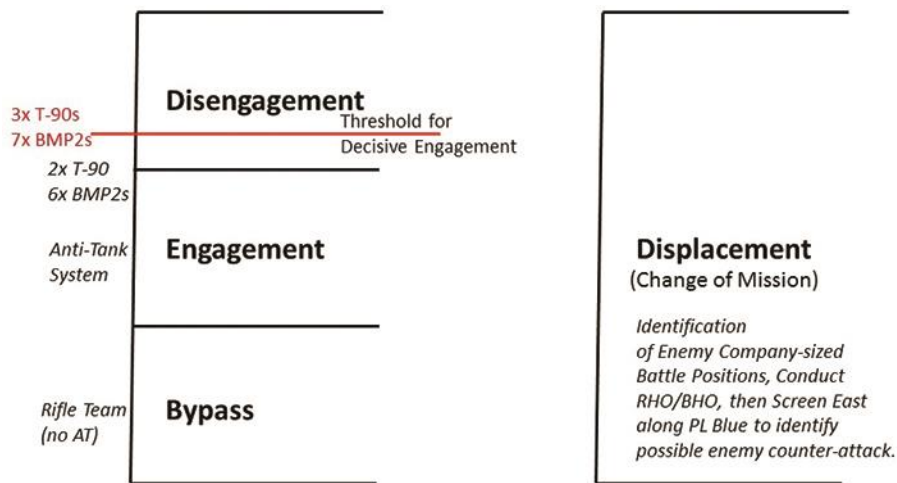 Disengagement
3x T-90s
7x BMP2s
Threshold for
Decisive Engagement
2x T-90
6x BMP2s
Anti-Tank
System
Engagement
Rifle Team
(no AT)
Bypass
Displacement
(Change of Mission)
Identification
of Enemy Company-sized
Battle Positions, Conduct
RHO/BHO, then Screen East
along PL Blue to identify
possible enemy counter-attack.